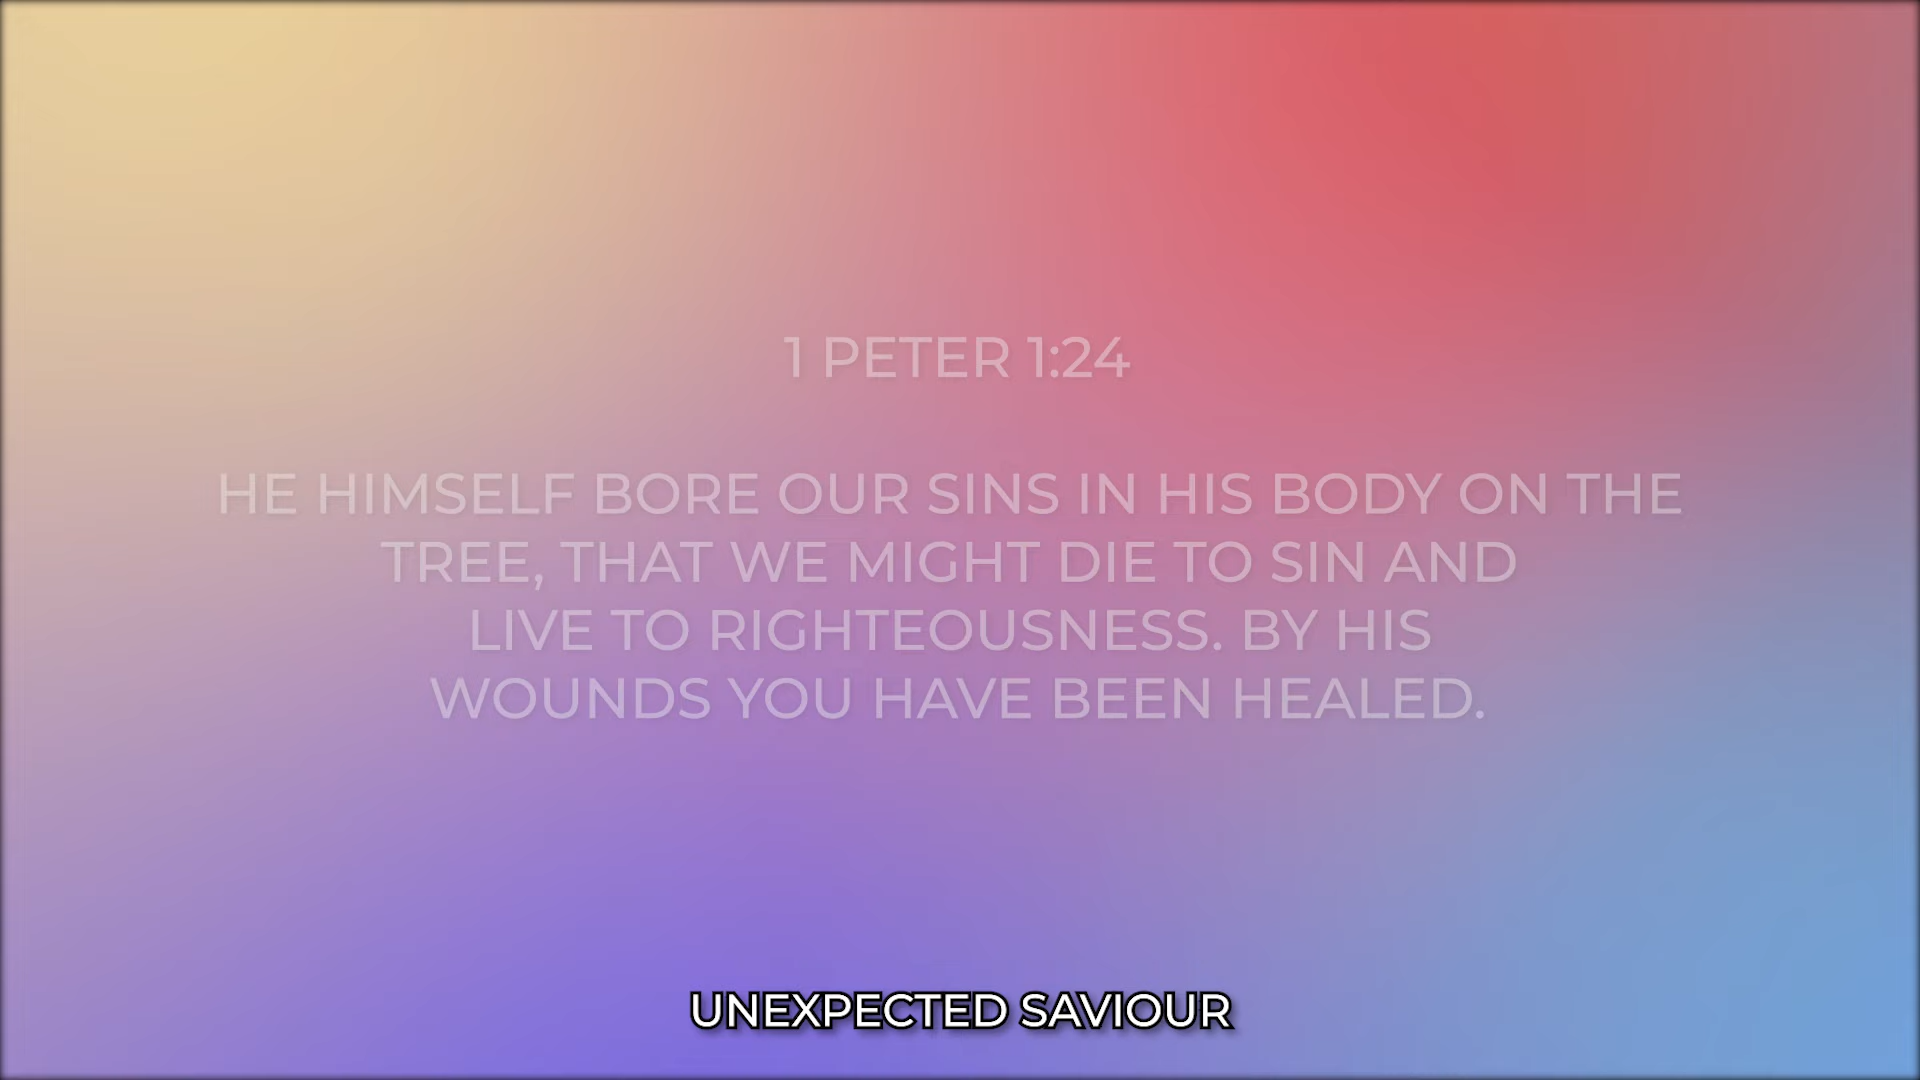 1 PETER 1:24
HE HIMSELF BORE OUR SINS IN HIS BODY ON THE
TREE, THAT WE MIGHT DIE TO SIN AND
LIVE TO RIGHTEOUSNESS. BY HIS
WOUNDS YOU HAVE BEEN HEALED.
UNEXPECTED SAVIOUR